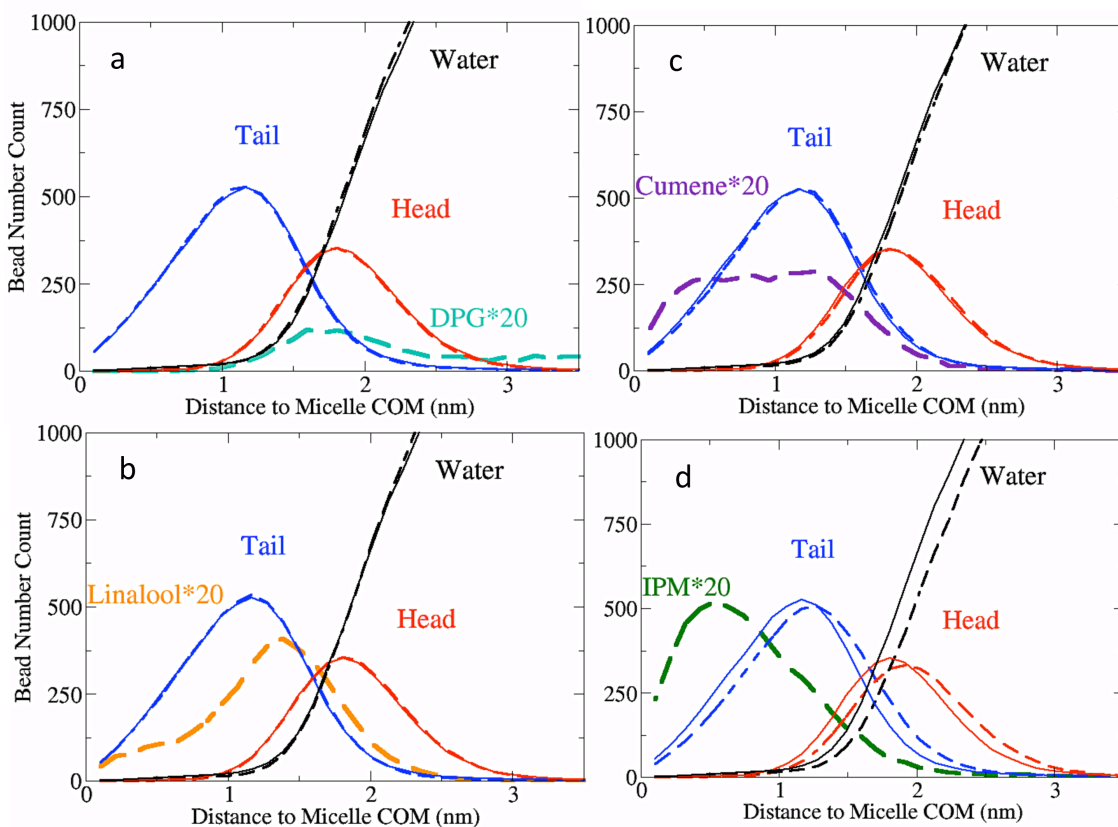 a
1000
750
500
250
0
Bead Number Count
Water
Tail
Head
DPG*20
0 1 2 3
Distance to Micelle COM (nm)
c
1000
750
500
250
0
Water
Tail
Cumene*20
Head
0 1 2 3
Distance to Micelle COM (nm)
b
1000
750
500
250
0
Bead Number Count
Water
Tail
Linalool*20
Head
0 1 2 3
Distance to Micelle COM (nm)
d
1000
750
500
250
0
Water
Tail
IPM*20
Head
0 1 2 3
Distance to Micelle COM (nm)